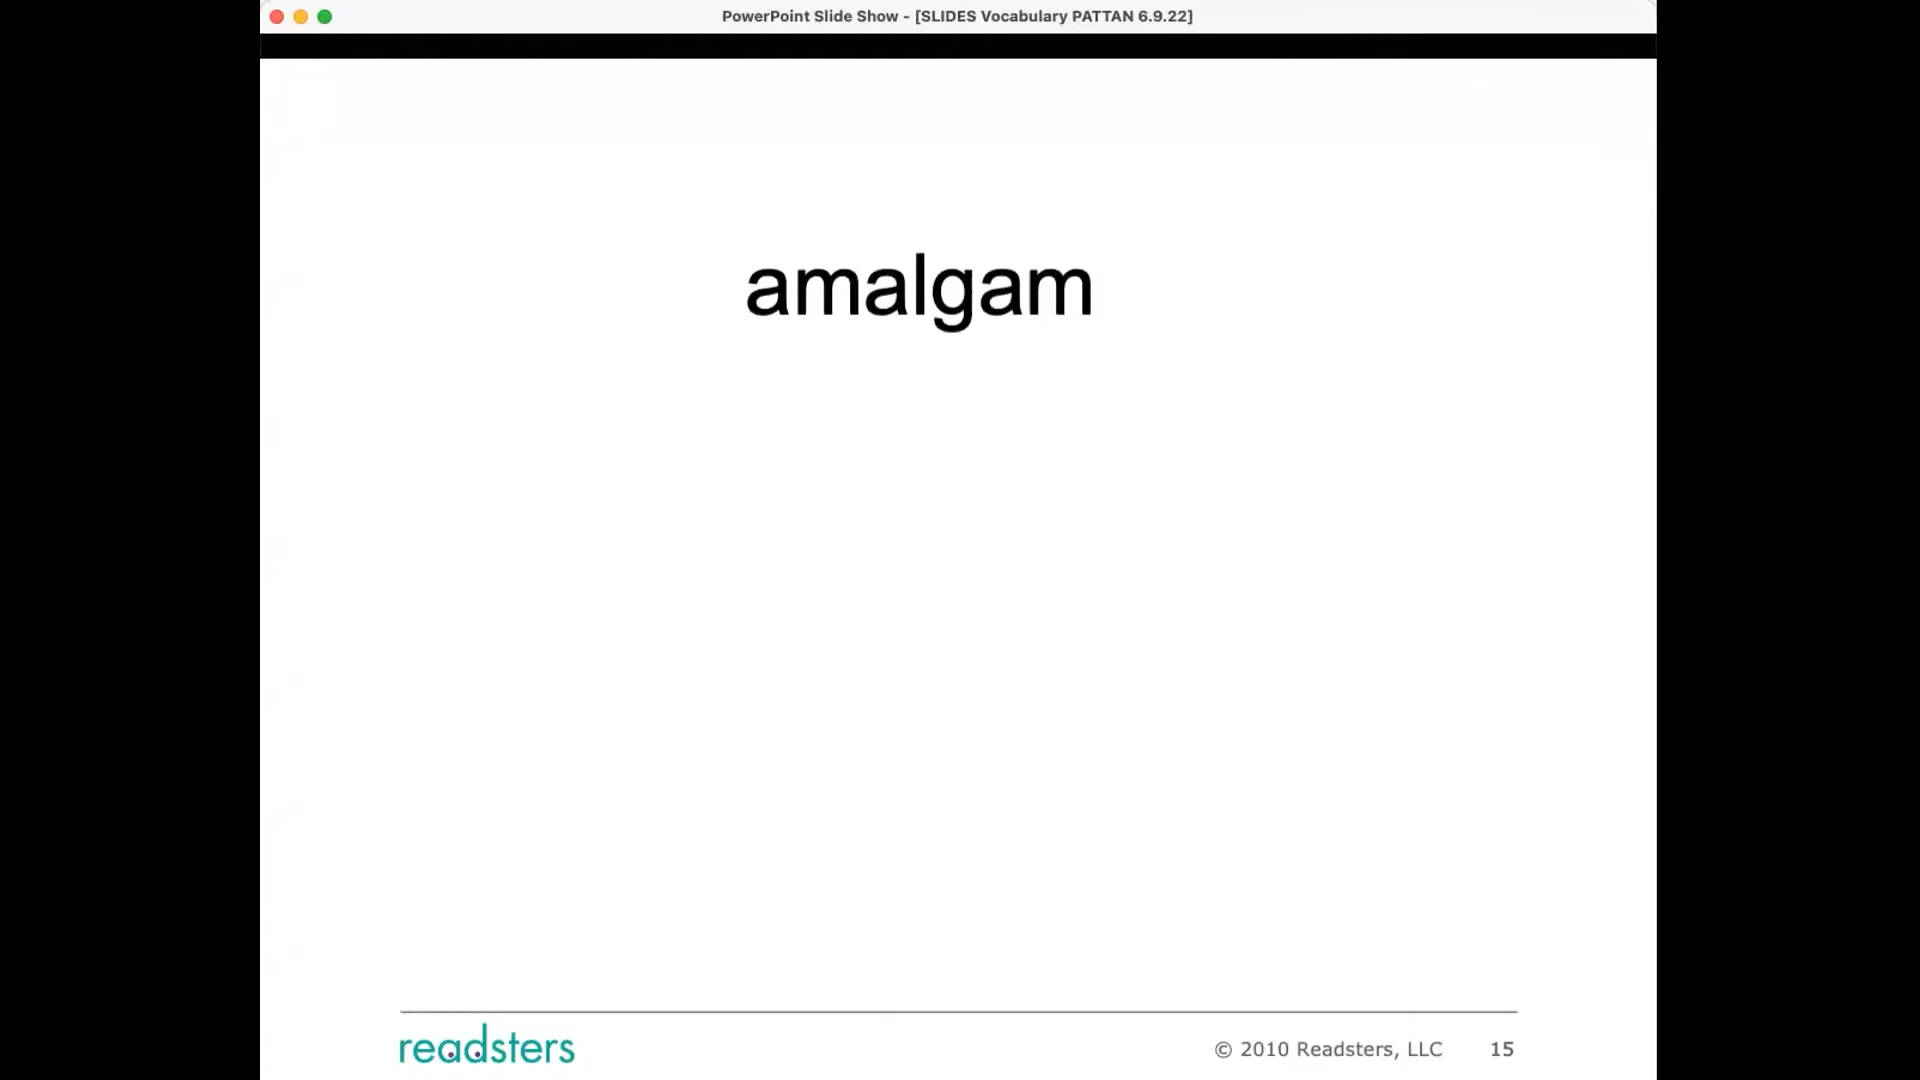 PowerPoint Slide Show - [SLIDES Vocabulary PATTAN 6.9.22]
amalgam
readsters
© 2010 Readsters, LLC 15